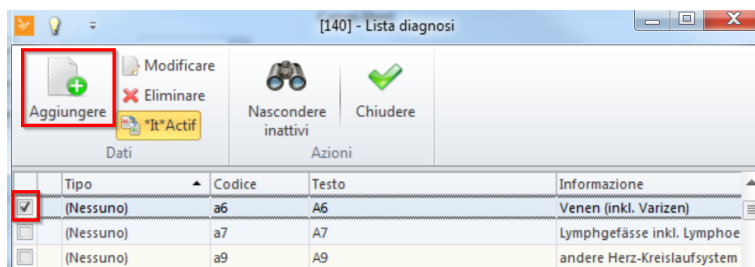 [140] - Lista diagnosi
Aggiungere
Modificare
Eliminare
*It*Actif
Dati
Nascondere
inattivi
Chiudere
Azioni
Tipo Codice Testo Informazione
(Nessuno) a6 A6 Venen (inkl. Varizen)
(Nessuno) a7 A7 Lymphgefässe inkl. Lymphoe
(Nessuno) a9 A9 andere Herz-Kreislaufsystem